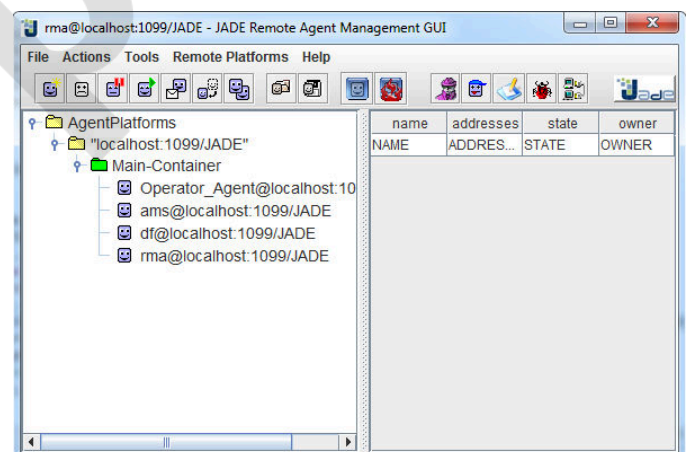 rma@localhost:1099/JADE - JADE Remote Agent Management GUI
File Actions Tools Remote Platforms Help
Jade
AgentPlatforms
"localhost:1099/JADE"
Main-Container
Operator_Agent@localhost:10
ams@localhost:1099/JADE
df@localhost:1099/JADE
rma@localhost:1099/JADE
name addresses state owner
NAME ADDRES... STATE OWNER